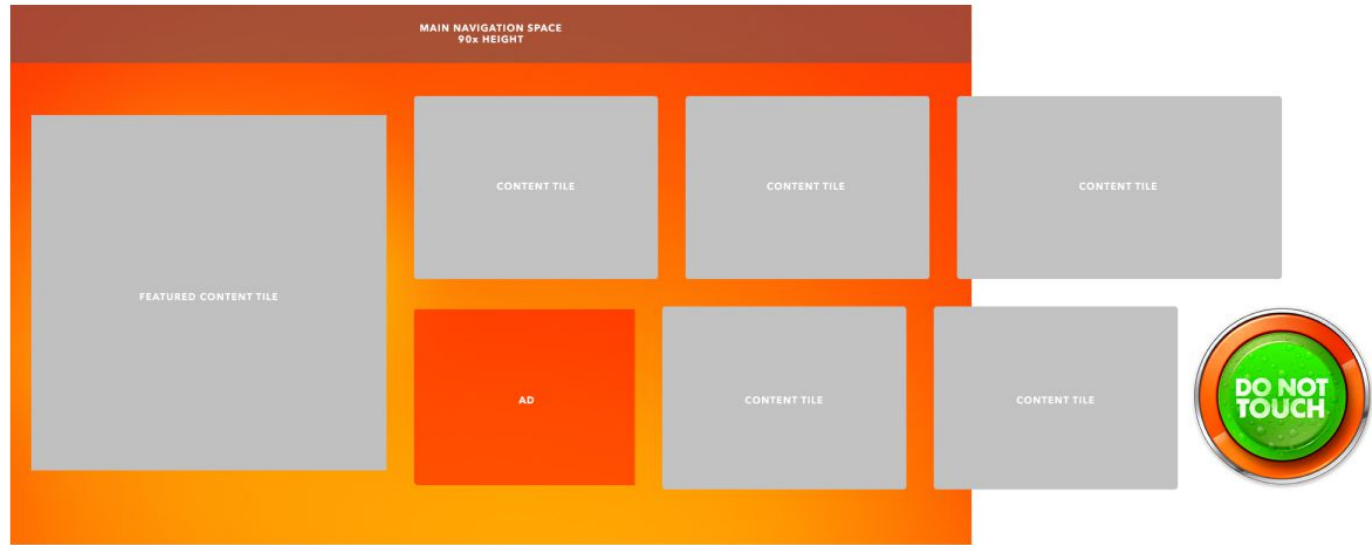 MAIN NAVIGATION SPACE
90x HEIGHT
CONTENT TILE
CONTENT TILE
CONTENT TILE
FEATURED CONTENT TILE
AD
CONTENT TILE
CONTENT TILE
DO NOT
TOUCH